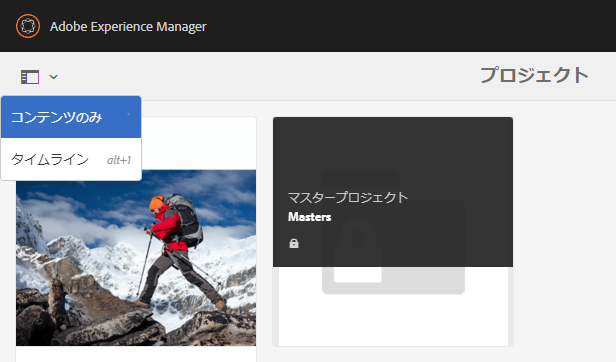 Adobe Experience Manager
プロジェクト
コンテンツのみ
タイムライン alt+1
マスタープロジェクト
Masters